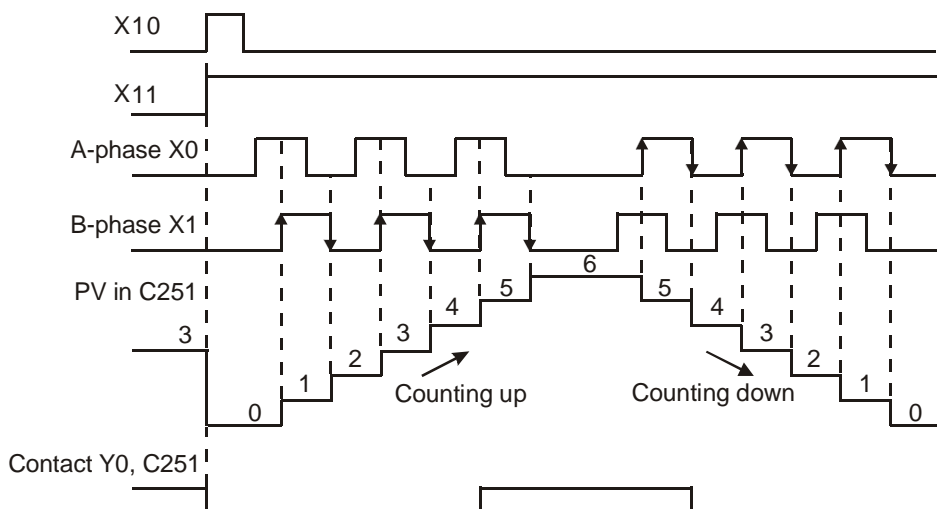 X10
X11
A-phase X0
B-phase X1
6
PV in C251
5
5
4
4
3
3
3
2
2
Counting up
Counting down
1
1
0
0
Contact Y0, C251